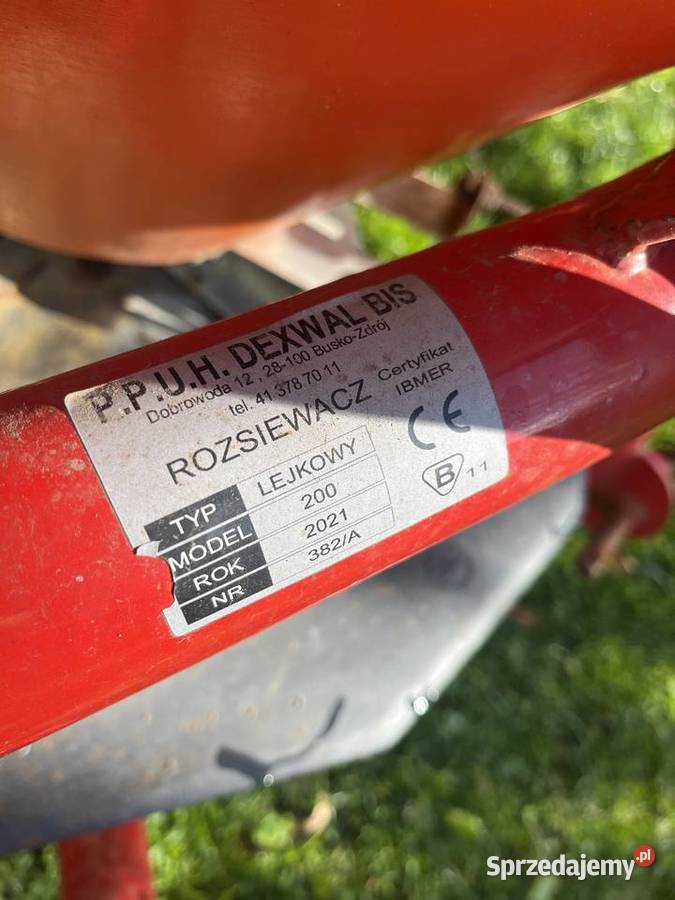 P.P.U.H. DEXWAL BIS
Dobrowoda 12 , 28-100 Busko-Zdrój
tel. 41 378 70 11
ROZSIEWACZ
Certyfikat
IBMER
CE
B 11
TYP LEJKOWY
MODEL 200
ROK 2021
NR 382/A
Sprzedajemy.pl